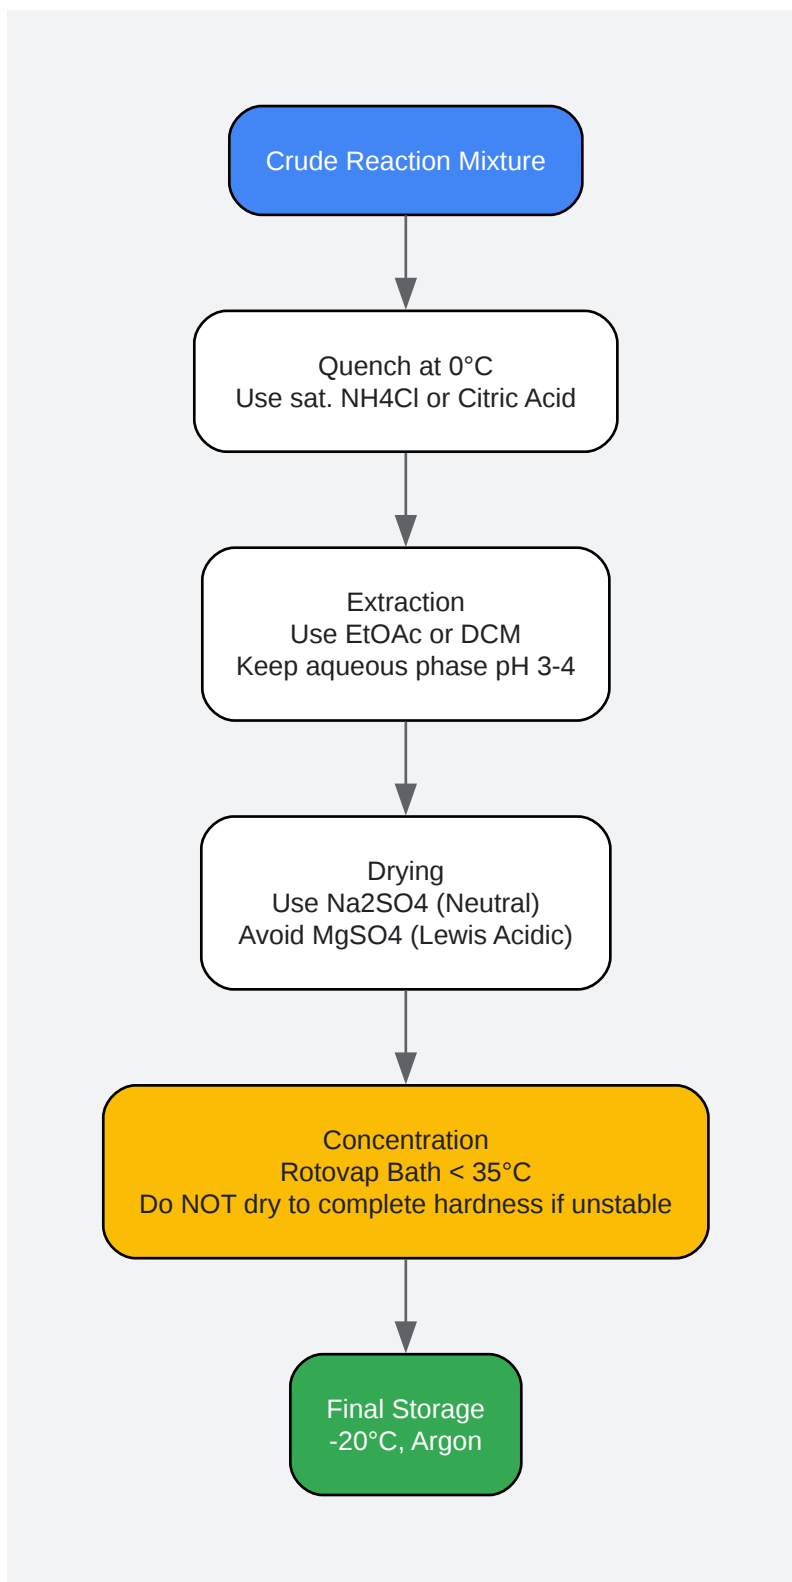 Crude Reaction Mixture
Quench at 0°C
Use sat. NH4Cl or Citric Acid
Extraction
Use EtOAc or DCM
Keep aqueous phase pH 3-4
Drying
Use Na2SO4 (Neutral)
Avoid MgSO4 (Lewis Acidic)
Concentration
Rotovap Bath < 35°C
Do NOT dry to complete hardness if unstable
Final Storage
-20°C, Argon